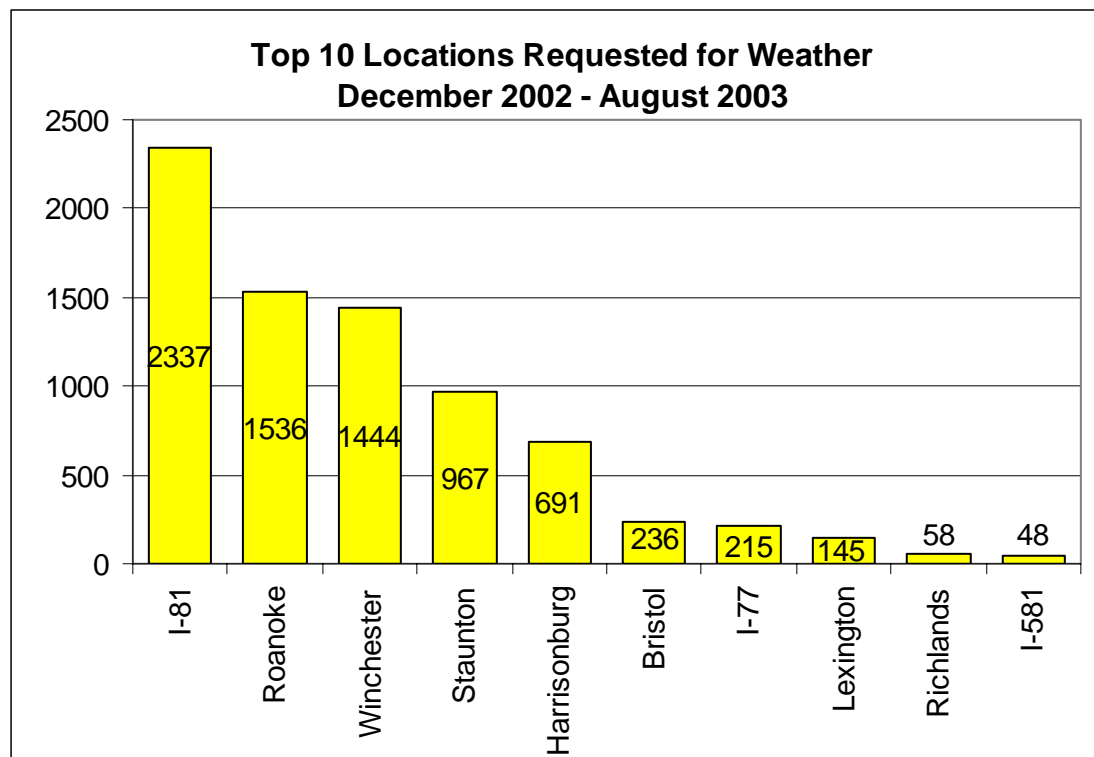 Top 10 Locations Requested for Weather
December 2002 - August 2003
2500
2000
1500
1000
500
0
2337
1536
1444
967
691
236
215
145
58
48
I-81
Roanoke
Winchester
Staunton
Harrisonburg
Bristol
I-77
Lexington
Richlands
I-581